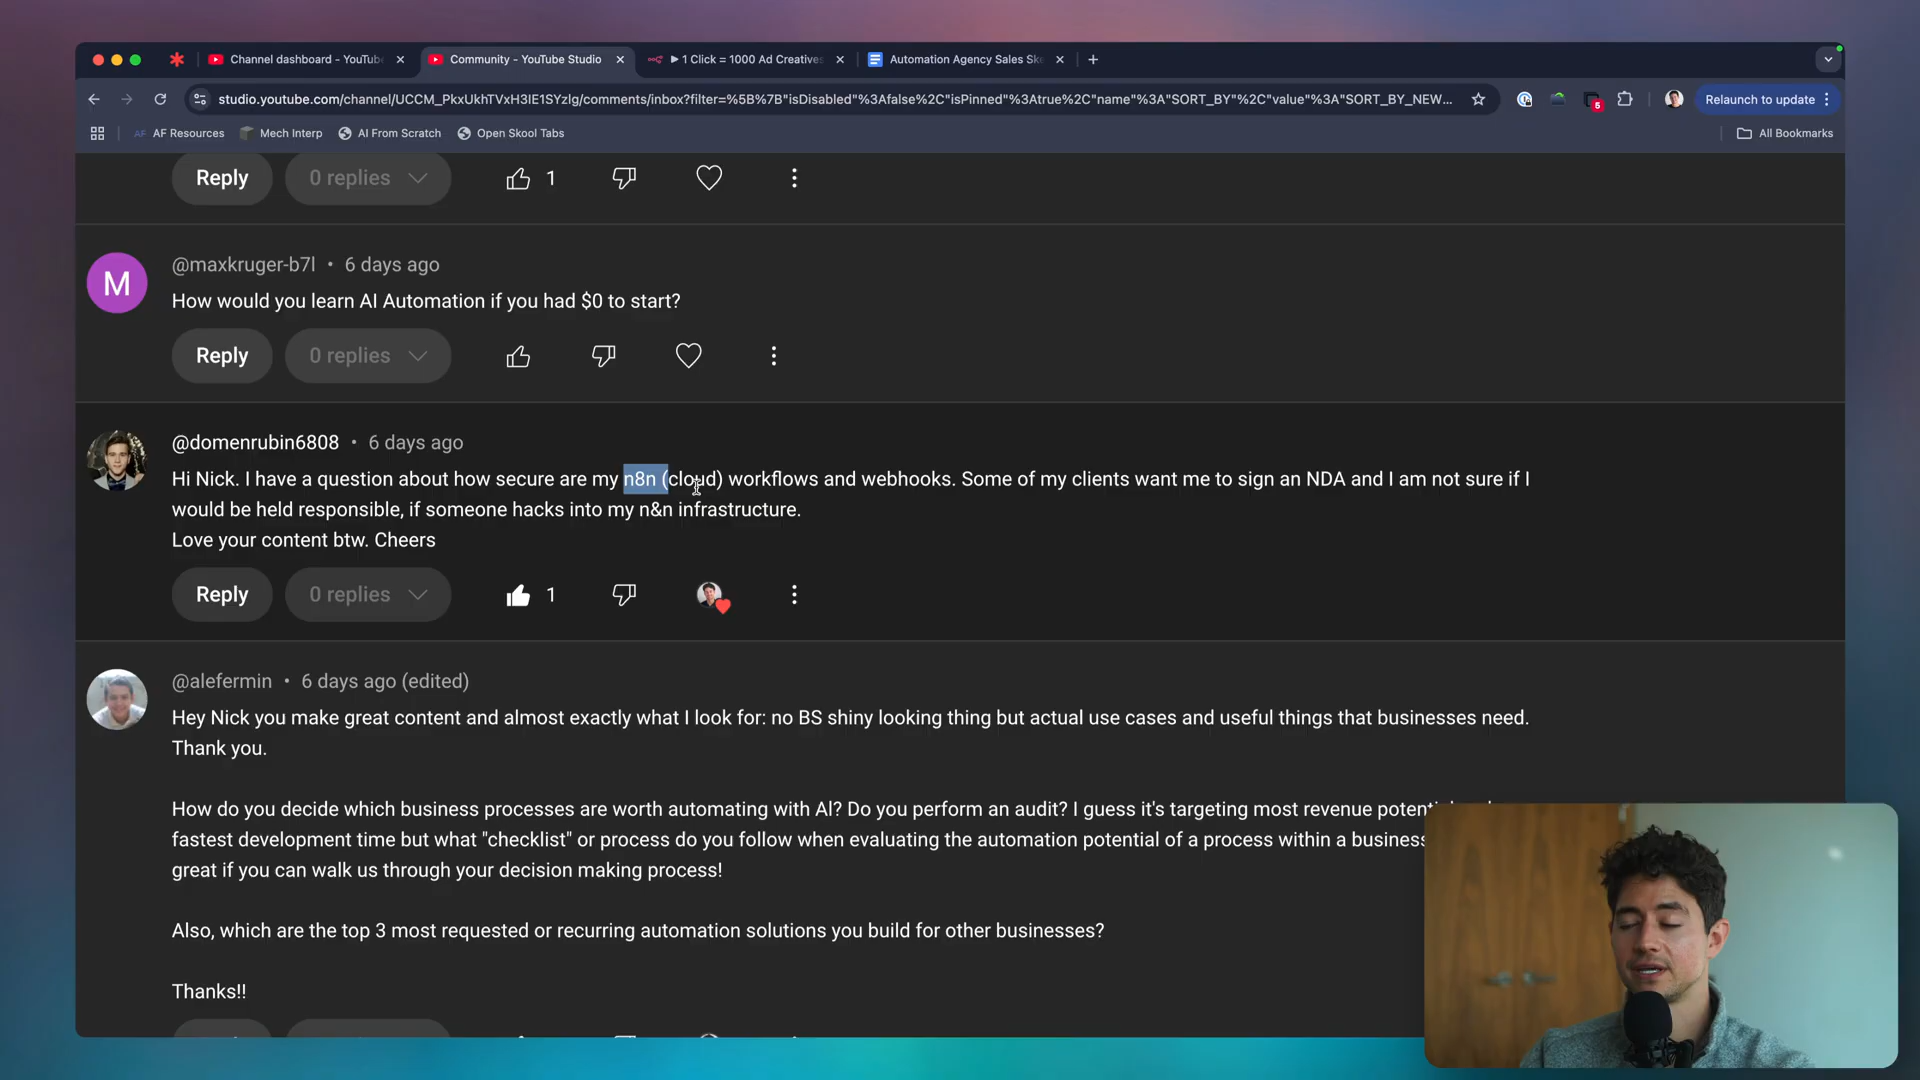 Channel dashboard - YouTube
Community - YouTube Studio
1 Click = 1000 Ad Creatives
Automation Agency Sales Ske
studio.youtube.com/channel/UCCM_PkxUkhTVxH3IE1SYzIg/comments/inbox?filter=%5B%7B"isDisabled"%3Afalse%2C"isPinned"%3Atrue%2C"name"%3A"SORT_BY"%2C"value"%3A"SORT_BY_NEW...
5
Relaunch to update
AF AF Resources
Mech Interp
AI From Scratch
Open Skool Tabs
All Bookmarks
Reply
0 replies
1
M
@maxkruger-b7l • 6 days ago
How would you learn AI Automation if you had $0 to start?
Reply
0 replies
@domenrubin6808 • 6 days ago
Hi Nick. I have a question about how secure are my n8n (cloud) workflows and webhooks. Some of my clients want me to sign an NDA and I am not sure if I
would be held responsible, if someone hacks into my n&n infrastructure.
Love your content btw. Cheers
Reply
0 replies
1
@alefermin • 6 days ago (edited)
Hey Nick you make great content and almost exactly what I look for: no BS shiny looking thing but actual use cases and useful things that businesses need.
Thank you.
How do you decide which business processes are worth automating with AI? Do you perform an audit? I guess it's targeting most revenue potenti
fastest development time but what "checklist" or process do you follow when evaluating the automation potential of a process within a business
great if you can walk us through your decision making process!
Also, which are the top 3 most requested or recurring automation solutions you build for other businesses?
Thanks!!